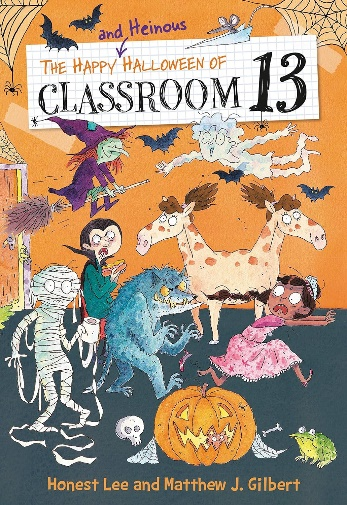 and Heinous
THE HAPPY HALLOWEEN OF
CLASSROOM 13
Honest Lee and Matthew J. Gilbert